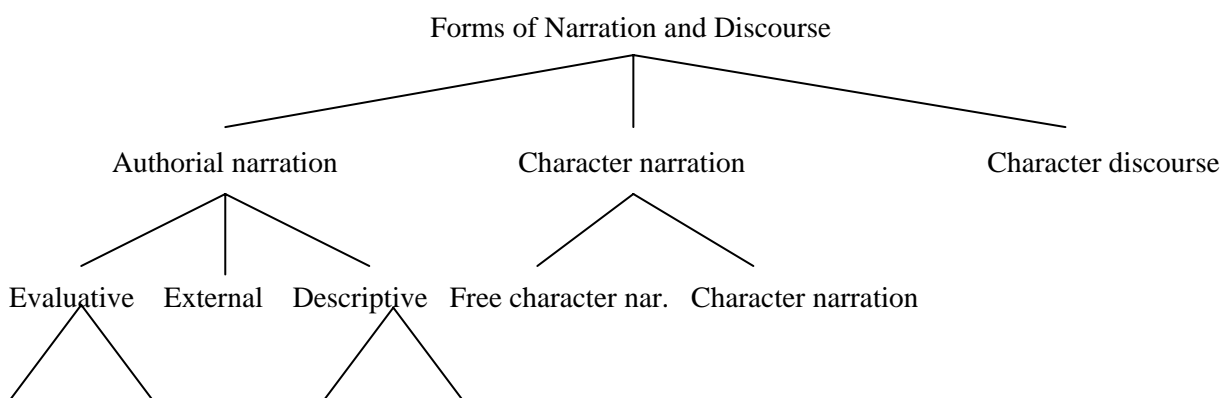 Forms of Narration and Discourse
Authorial narration Character narration Character discourse
Evaluative External Descriptive Free character nar. Character narration